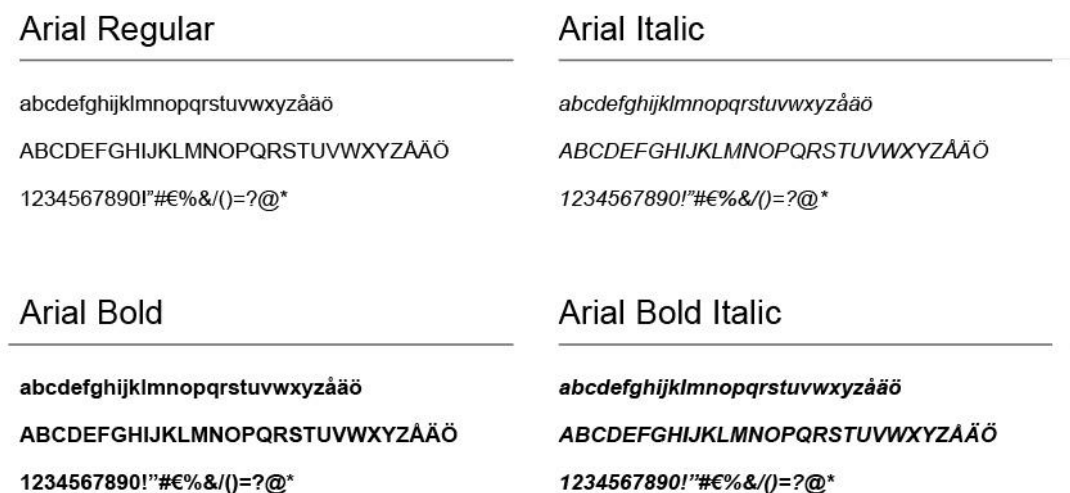 Arial Regular
abcdefghijklmnopqrstuvwxyzåäö
ABCDEFGHIJKLMNOPQRSTUVWXYZÅÄÖ
1234567890!”#€%&/()=?@*
Arial Italic
abcdefghijklmnopqrstuvwxyzåäö
ABCDEFGHIJKLMNOPQRSTUVWXYZÅÄÖ
1234567890!”#€%&/()=?@*
Arial Bold
abcdefghijklmnopqrstuvwxyzåäö
ABCDEFGHIJKLMNOPQRSTUVWXYZÅÄÖ
1234567890!”#€%&/()=?@*
Arial Bold Italic
abcdefghijklmnopqrstuvwxyzåäö
ABCDEFGHIJKLMNOPQRSTUVWXYZÅÄÖ
1234567890!”#€%&/()=?@*